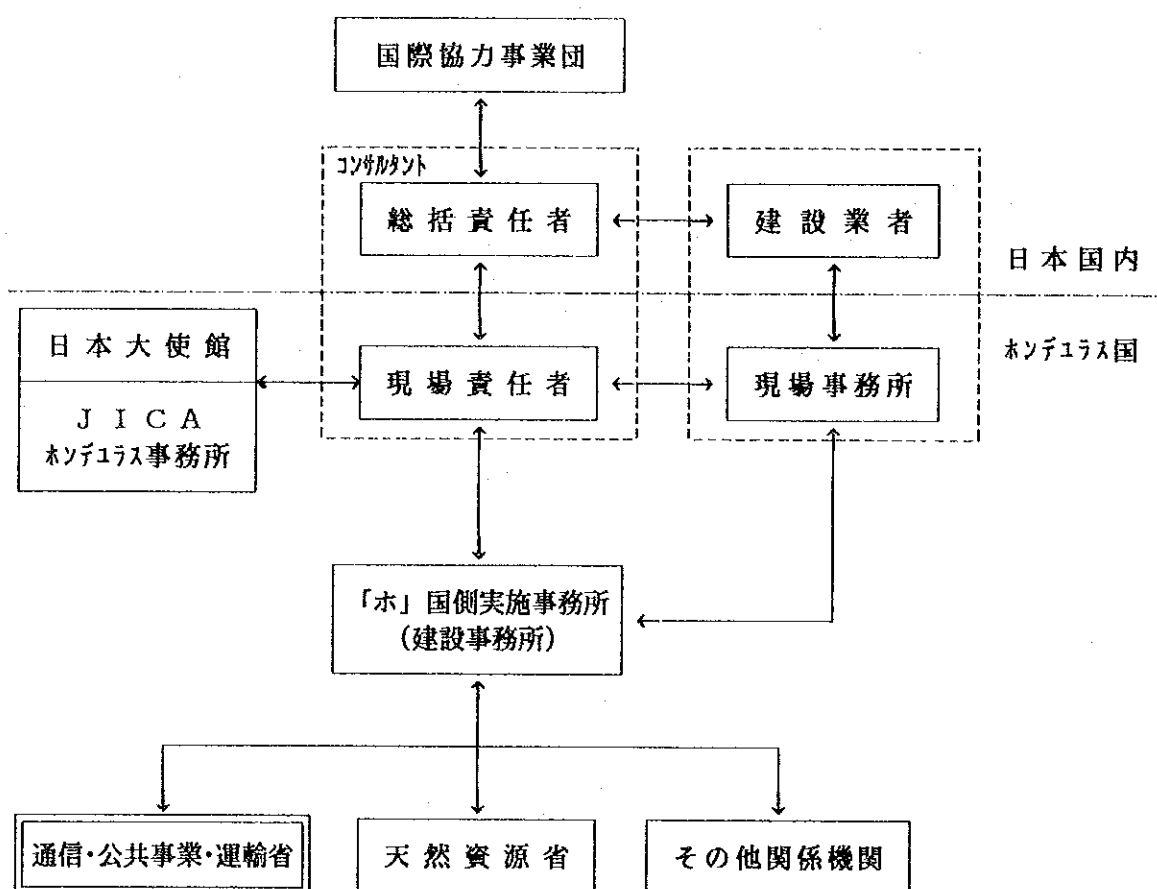 国際協力事業団
コンサルタント
総括責任者
建設業者
日本国内
日本大使館
現場責任者
現場事務所
ホンデュラス国
JICA
ホンデュラス事務所
「ホ」国側実施事務所
(建設事務所)
通信・公共事業・運輸省
天然資源省
その他関係機関